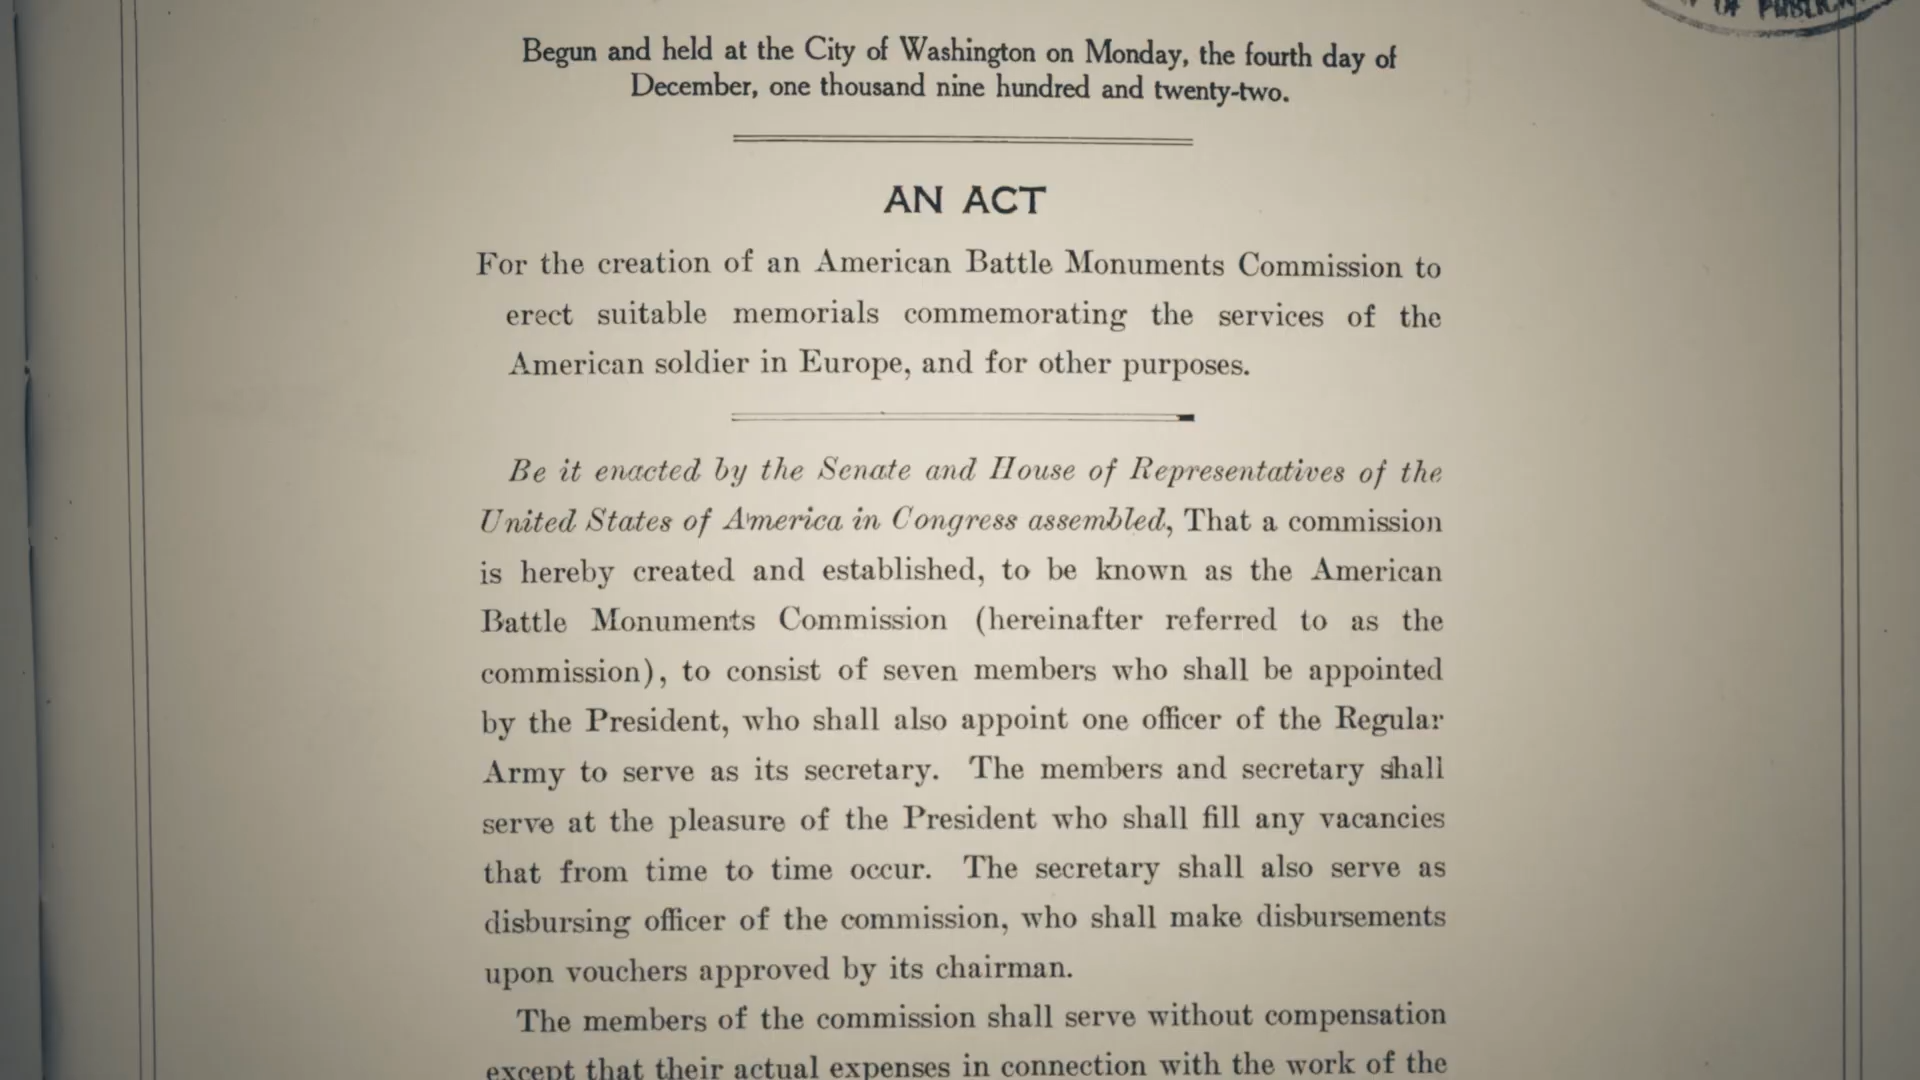 OF PUBLIC
Begun and held at the City of Washington on Monday, the fourth day of
December, one thousand nine hundred and twenty-two.
AN ACT
For the creation of an American Battle Monuments Commission to
erect suitable memorials commemorating the services of the
American soldier in Europe, and for other purposes.
Be it enacted by the Senate and House of Representatives of the
United States of America in Congress assembled, That a commission
is hereby created and established, to be known as the American
Battle Monuments Commission (hereinafter referred to as the
commission), to consist of seven members who shall be appointed
by the President, who shall also appoint one officer of the Regular
Army to serve as its secretary. The members and secretary shall
serve at the pleasure of the President who shall fill any vacancies
that from time to time occur. The secretary shall also serve as
disbursing officer of the commission, who shall make disbursements
upon vouchers approved by its chairman.
The members of the commission shall serve without compensation
except that their actual expenses in connection with the work of the